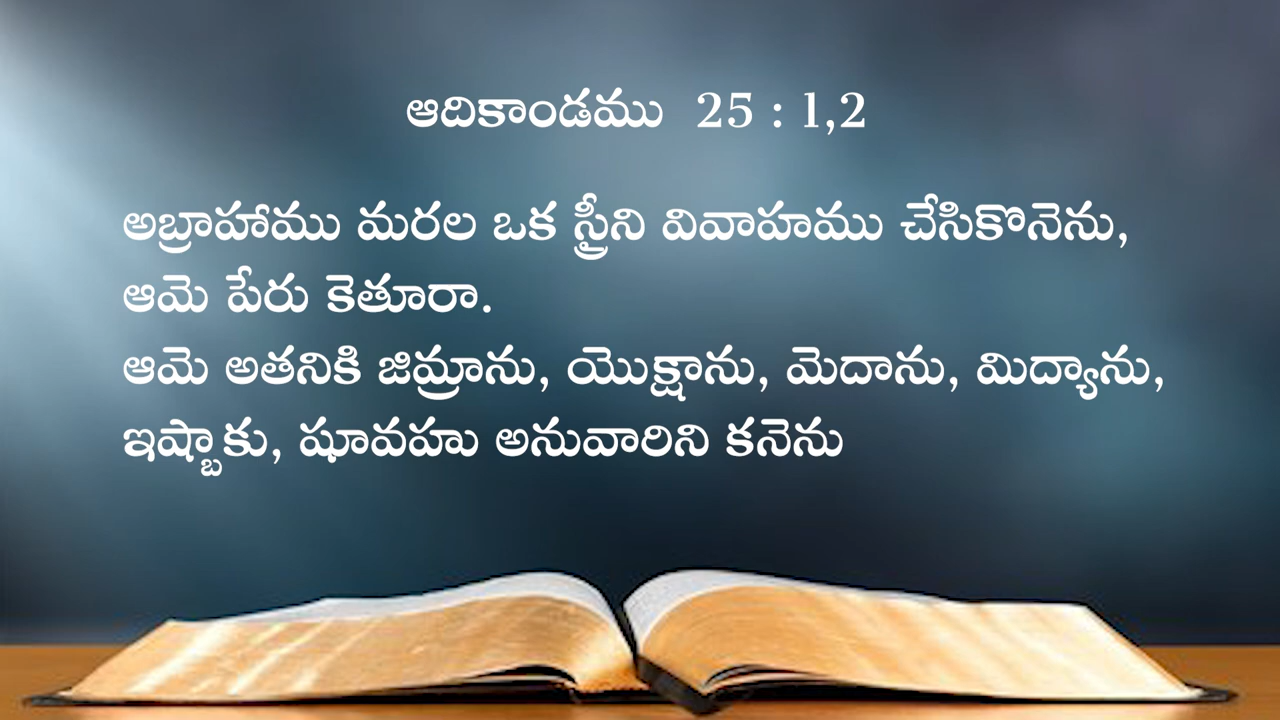 ఆదికాండము 25 : 1,2
అబ్రాహాము మరల ఒక స్త్రీని వివాహము చేసికొనెను,
ఆమె పేరు కెతూరా.
ఆమె అతనికి జిమ్రాను, యొక్షాను, మెదాను, మిద్యాను,
ఇష్బాకు, షూవహు అనువారిని కనెను